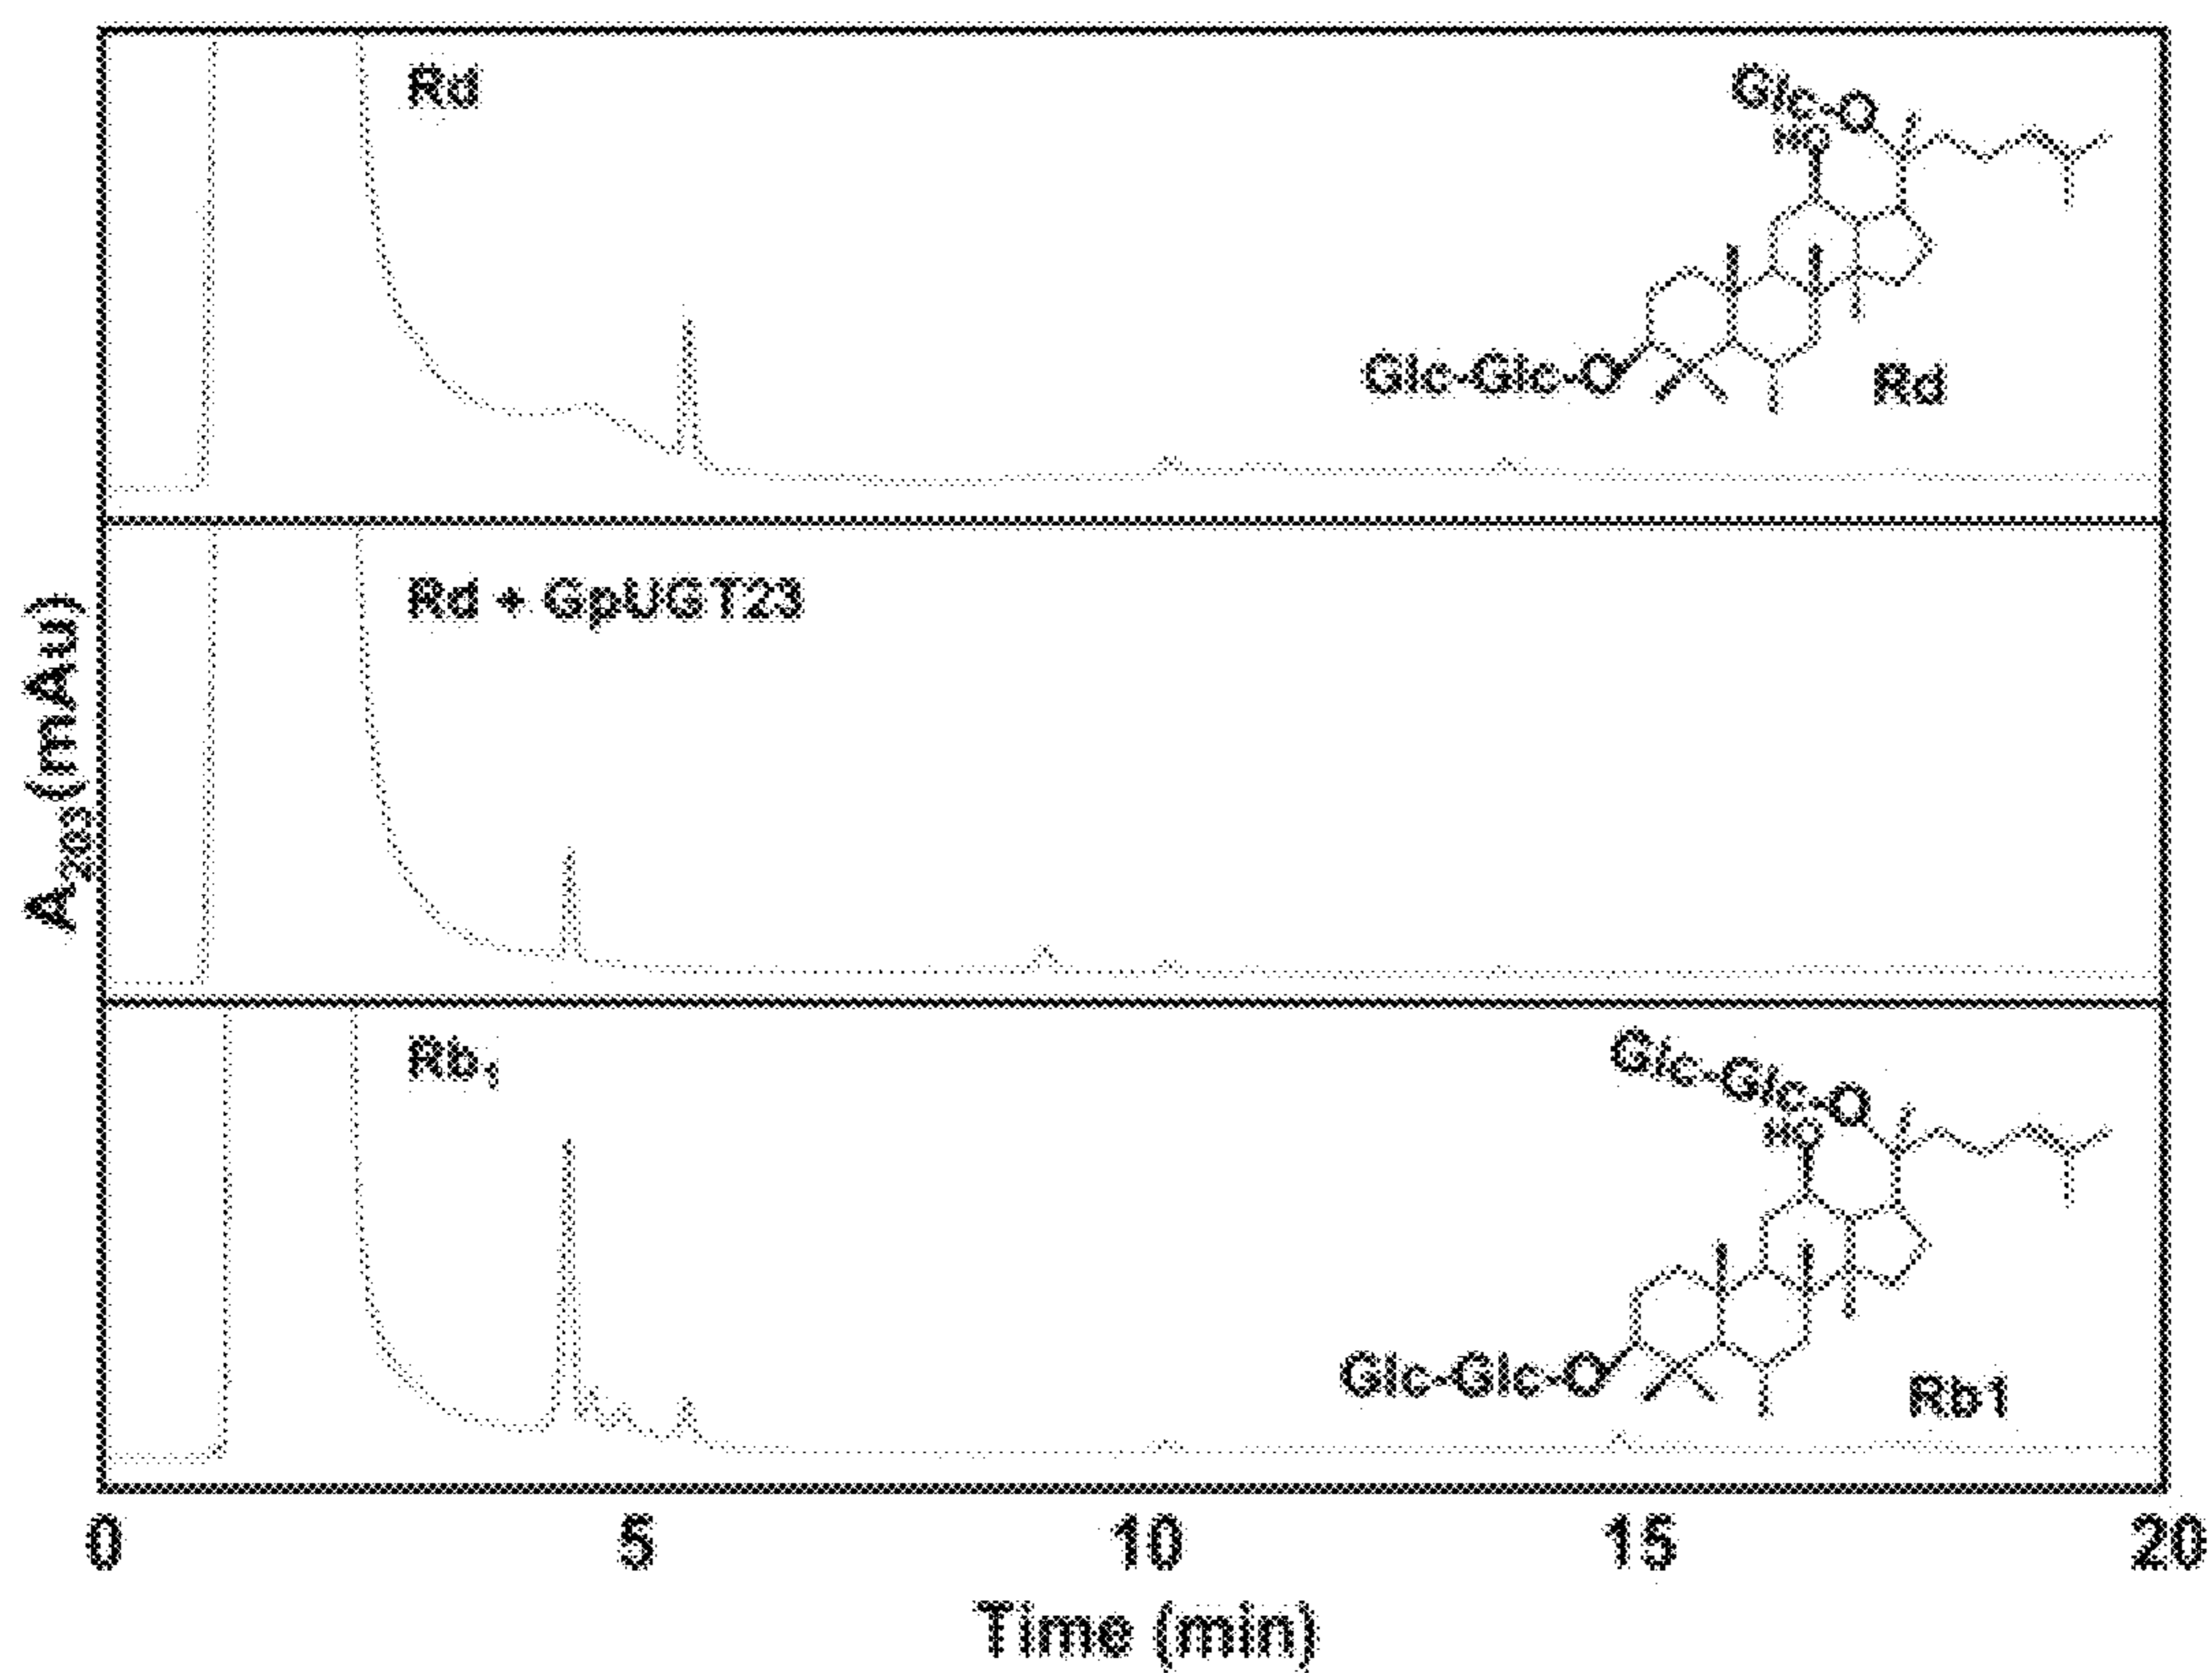 Rd
Glc-O
HO
Glc-Glc-O
Rd
Rd + GpUGT23
A₂₀₃(mAu)
Rb₁
Glc-Glc-O
HO
Glc-Glc-O
Rb1
0 5 10 15 20
Time (min)